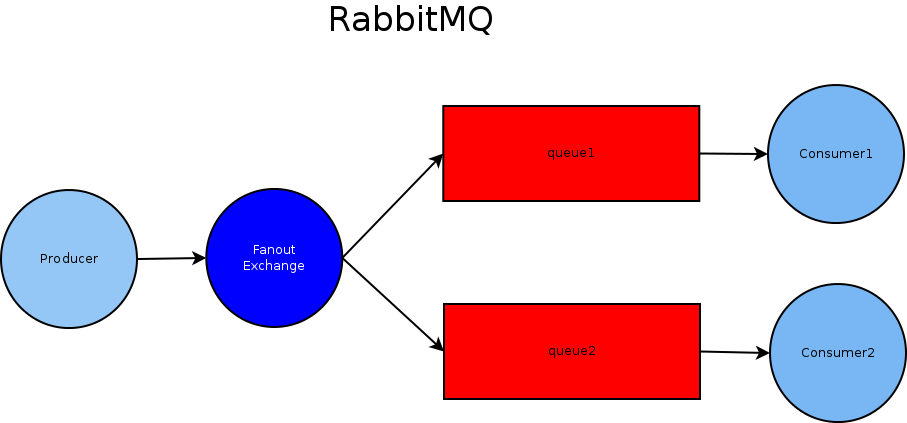 RabbitMQ
queue1
Consumer1
Producer
Fanout
Exchange
queue2
Consumer2